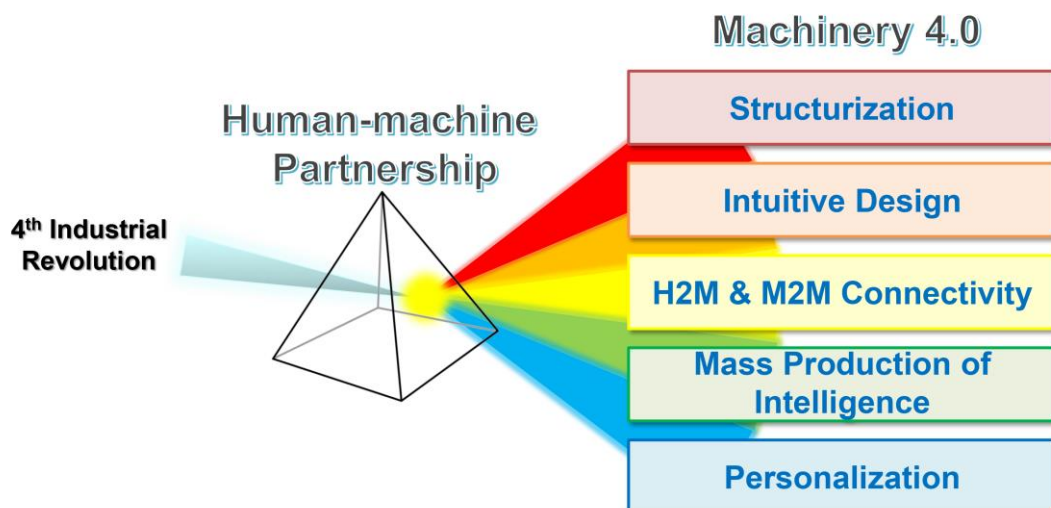 Machinery 4.0
Human-machine
Partnership
4th Industrial
Revolution
Structurization
Intuitive Design
H2M & M2M Connectivity
Mass Production of
Intelligence
Personalization